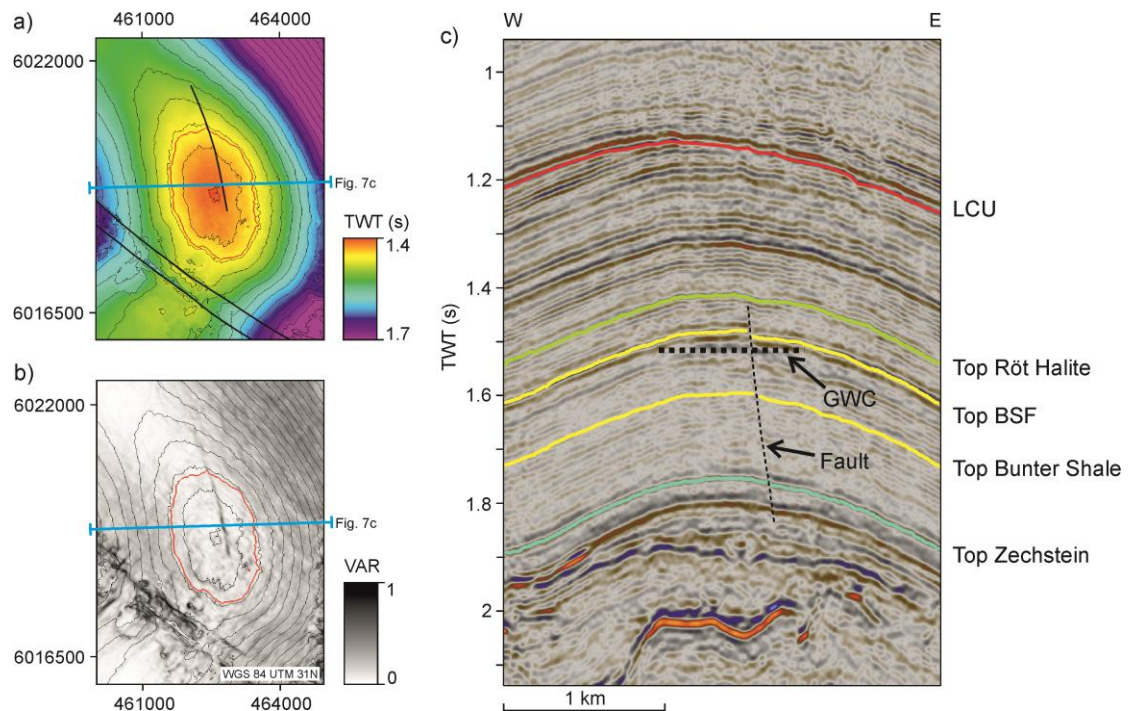 a)
461000 464000
6022000
Fig. 7c
TWT (s)
1.4
1.7
6016500
b)
6022000
Fig. 7c
VAR
1
0
6016500
WGS 84 UTM 31N
461000 464000
W E
c)
1
1.2
LCU
1.4
TWT (s)
Top Röt Halite
GWC
1.6
Top BSF
Fault
Top Bunter Shale
1.8
Top Zechstein
2
1 km